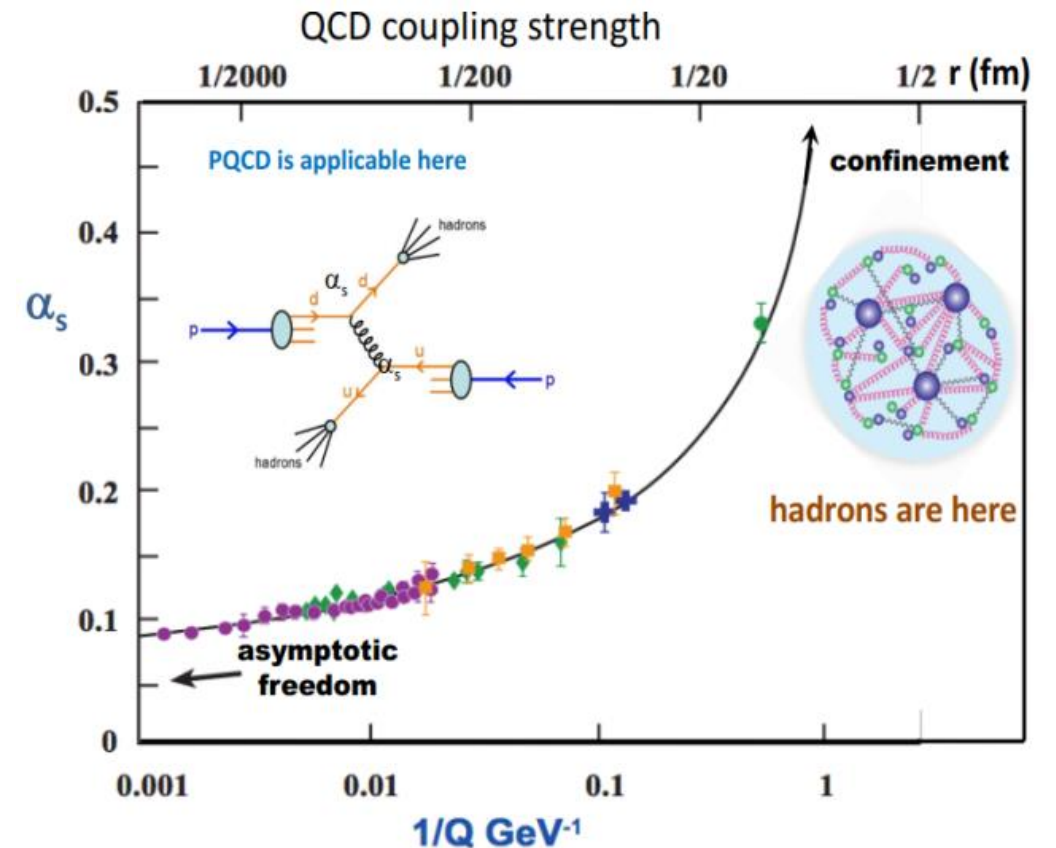 QCD coupling strength
1/2000 1/200 1/20 1/2 r (fm)
0.5
PQCD is applicable here
confinement
hadrons
0.4
αs
d
d
αs
p
0.3
u
αs
p
u
hadrons
0.2
hadrons are here
0.1
asymptotic
freedom
0
0.001 0.01 0.1 1
1/Q GeV-1